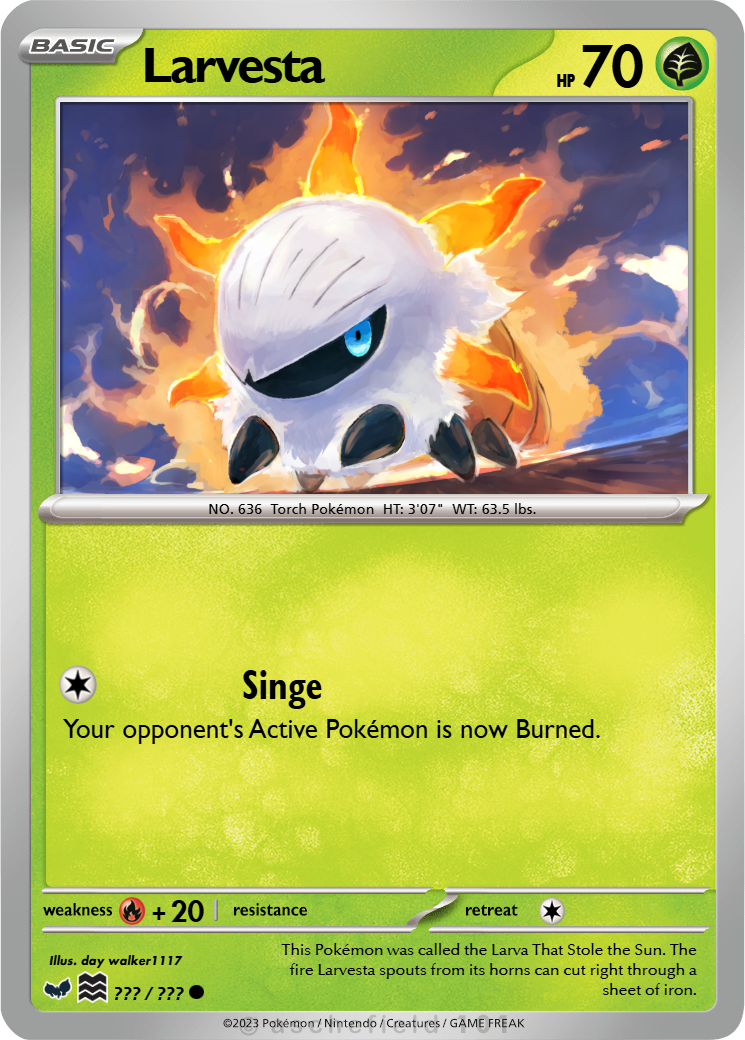 BASIC
Larvesta
HP 70
NO. 636 Torch Pokémon HT: 3'07" WT: 63.5 lbs.
Singe
Your opponent's Active Pokémon is now Burned.
weakness + 20 resistance retreat
Illus. day walker1117
This Pokémon was called the Larva That Stole the Sun. The
fire Larvesta spouts from its horns can cut right through a
sheet of iron.
??? / ???
©2023 Pokémon / Nintendo / Creatures / GAME FREAK